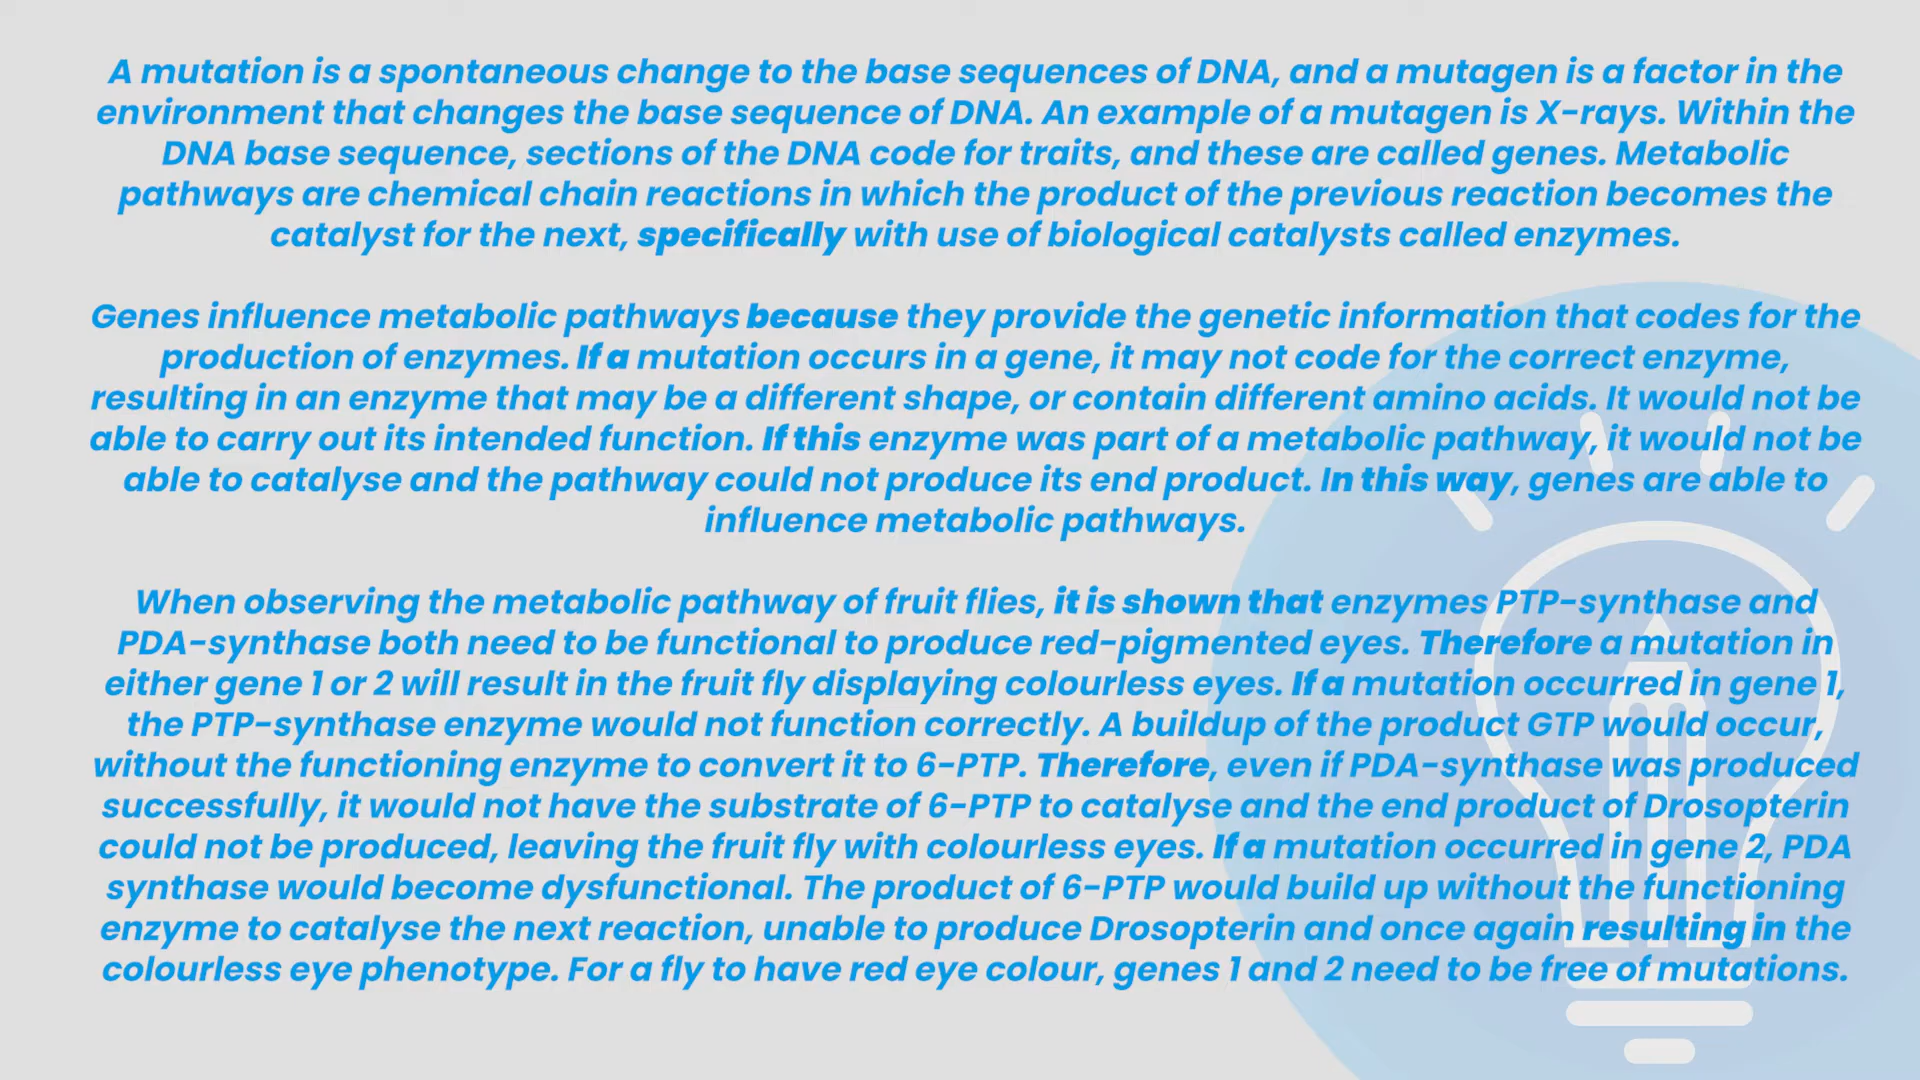 A mutation is a spontaneous change to the base sequences of DNA, and a mutagen is a factor in the
environment that changes the base sequence of DNA. An example of a mutagen is X-rays. Within the
DNA base sequence, sections of the DNA code for traits, and these are called genes. Metabolic
pathways are chemical chain reactions in which the product of the previous reaction becomes the
catalyst for the next, specifically with use of biological catalysts called enzymes.
Genes influence metabolic pathways because they provide the genetic information that codes for the
production of enzymes. If a mutation occurs in a gene, it may not code for the correct enzyme,
resulting in an enzyme that may be a different shape, or contain different amino acids. It would not be
able to carry out its intended function. If this enzyme was part of a metabolic pathway, it would not be
able to catalyse and the pathway could not produce its end product. In this way, genes are able to
influence metabolic pathways.
When observing the metabolic pathway of fruit flies, it is shown that enzymes PTP-synthase and
PDA-synthase both need to be functional to produce red-pigmented eyes. Therefore a mutation in
either gene 1 or 2 will result in the fruit fly displaying colourless eyes. If a mutation occurred in gene 1,
the PTP-synthase enzyme would not function correctly. A buildup of the product GTP would occur,
without the functioning enzyme to convert it to 6-PTP. Therefore, even if PDA-synthase was produced
successfully, it would not have the substrate of 6-PTP to catalyse and the end product of Drosopterin
could not be produced, leaving the fruit fly with colourless eyes. If a mutation occurred in gene 2, PDA
synthase would become dysfunctional. The product of 6-PTP would build up without the functioning
enzyme to catalyse the next reaction, unable to produce Drosopterin and once again resulting in the
colourless eye phenotype. For a fly to have red eye colour, genes 1 and 2 need to be free of mutations.